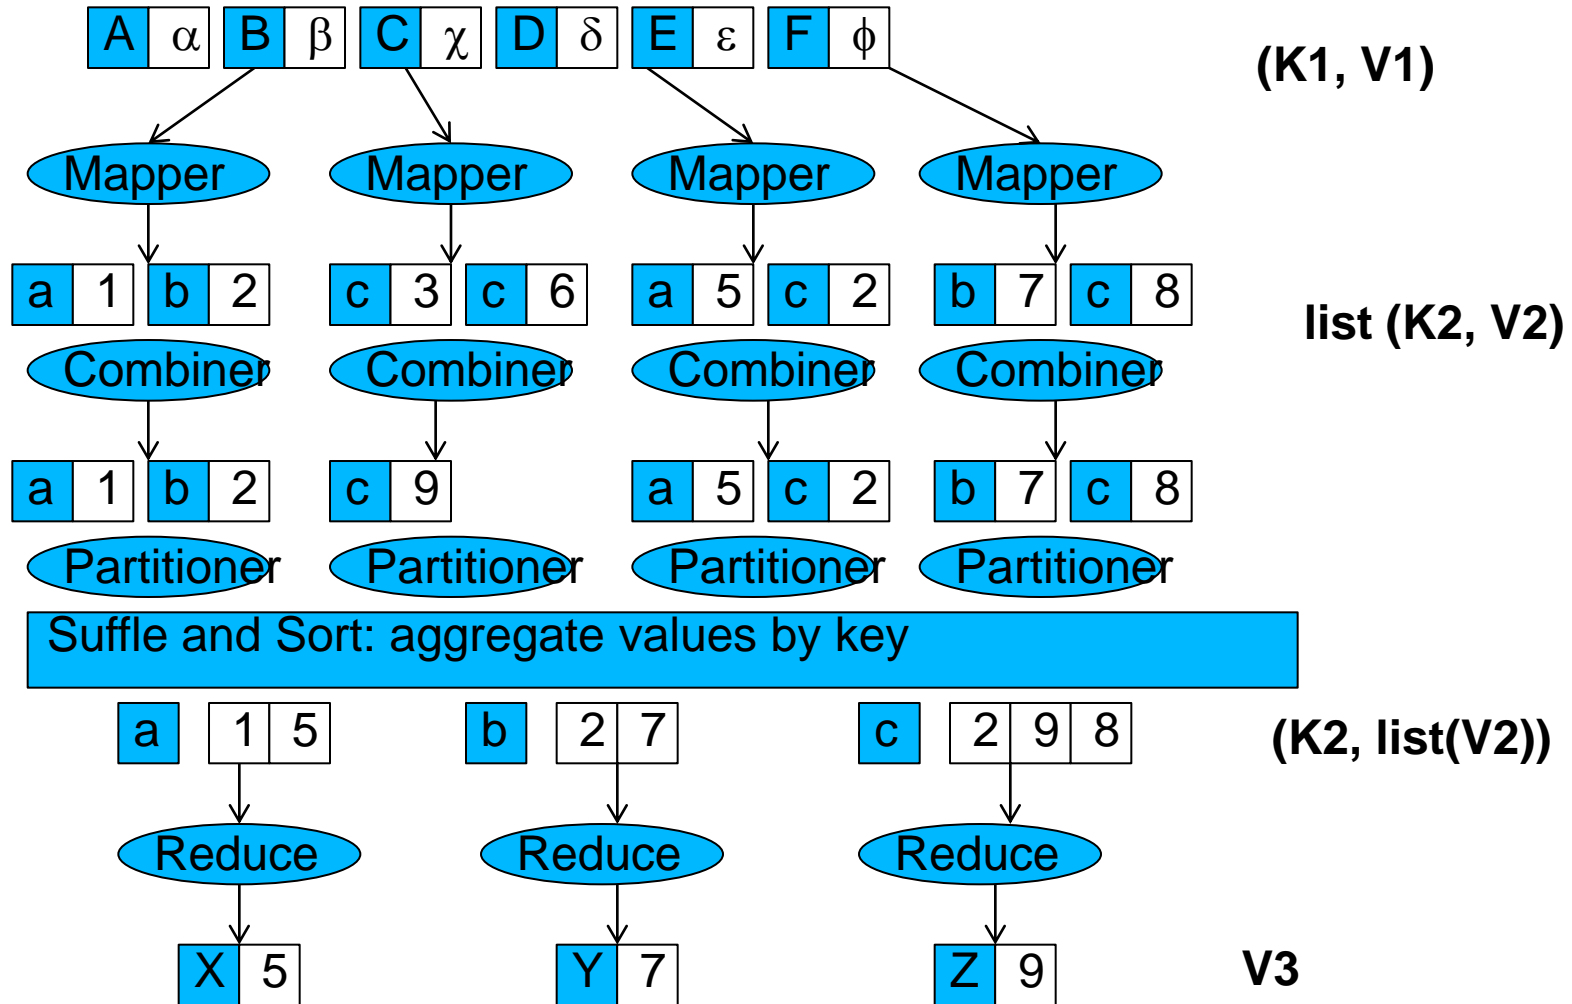 A α B β C χ D δ E ε F ϕ
(K1, V1)
Mapper Mapper Mapper Mapper
a 1 b 2 c 3 c 6 a 5 c 2 b 7 c 8
list (K2, V2)
Combiner Combiner Combiner Combiner
a 1 b 2 c 9 a 5 c 2 b 7 c 8
Partitioner Partitioner Partitioner Partitioner
Suffle and Sort: aggregate values by key
a 1 5 b 2 7 c 2 9 8
(K2, list(V2))
Reduce Reduce Reduce
X 5 Y 7 Z 9
V3